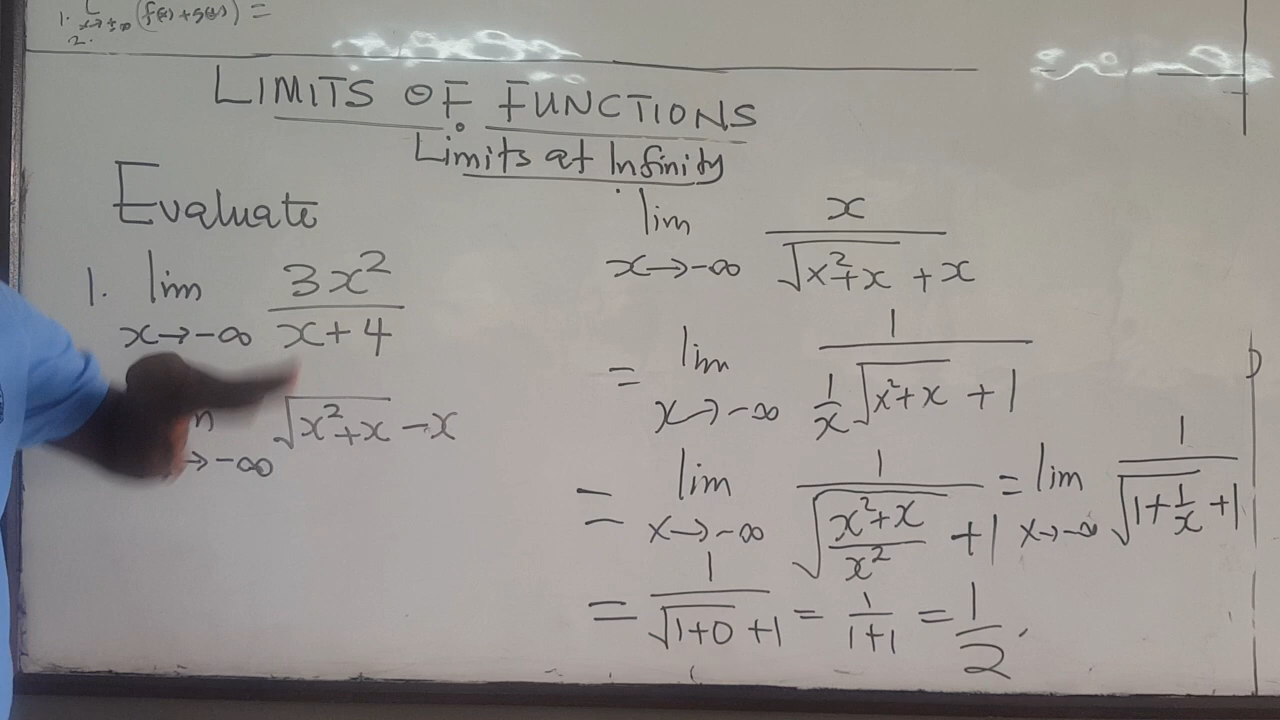 1. x→±∞ (f(x)+g(x)) =
2.
LIMITS OF FUNCTIONS
Limits at Infinity
Evaluate
1. lim x→-∞ 3x²/(x+4)
x→-∞ √(x²+x) -x
lim x→-∞ x/(√(x²+x) + x)
= lim x→-∞ 1/(1/x √(x²+x) + 1)
= lim x→-∞ 1/(√((x²+x)/x²) + 1) = lim x→-∞ 1/(√(1+1/x) + 1)
= 1/(√(1+0) + 1) = 1/(1+1) = 1/2.